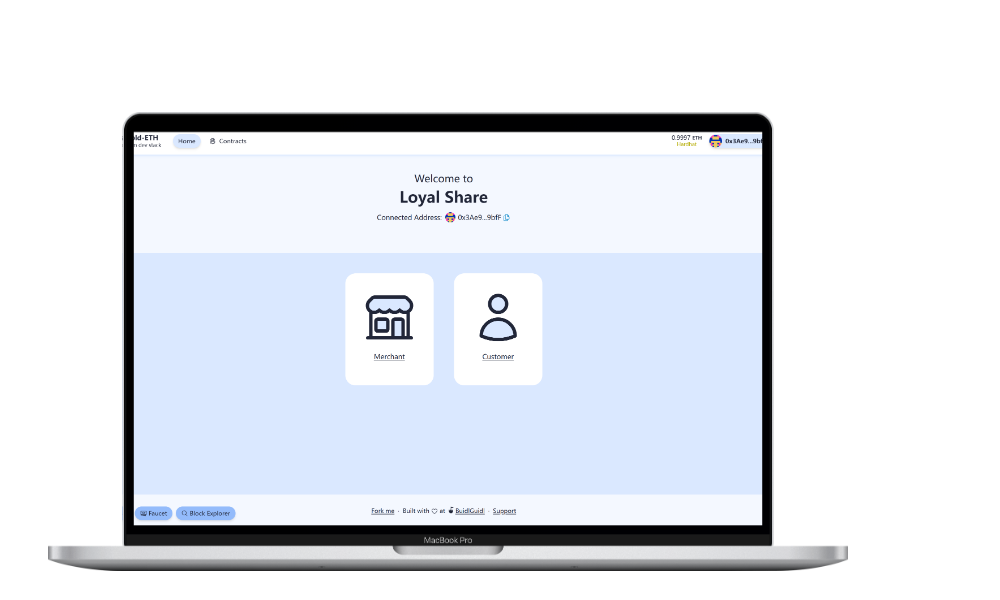 ld-ETH
n dev stack
Home
Contracts
0.9997 ETH
Hardhat
0x3Ae9...9bf
Welcome to
Loyal Share
Connected Address: 0x3Ae9...9bfF
Merchant
Customer
Faucet
Block Explorer
Fork me · Built with ♡ at BuidlGuidl · Support
MacBook Pro